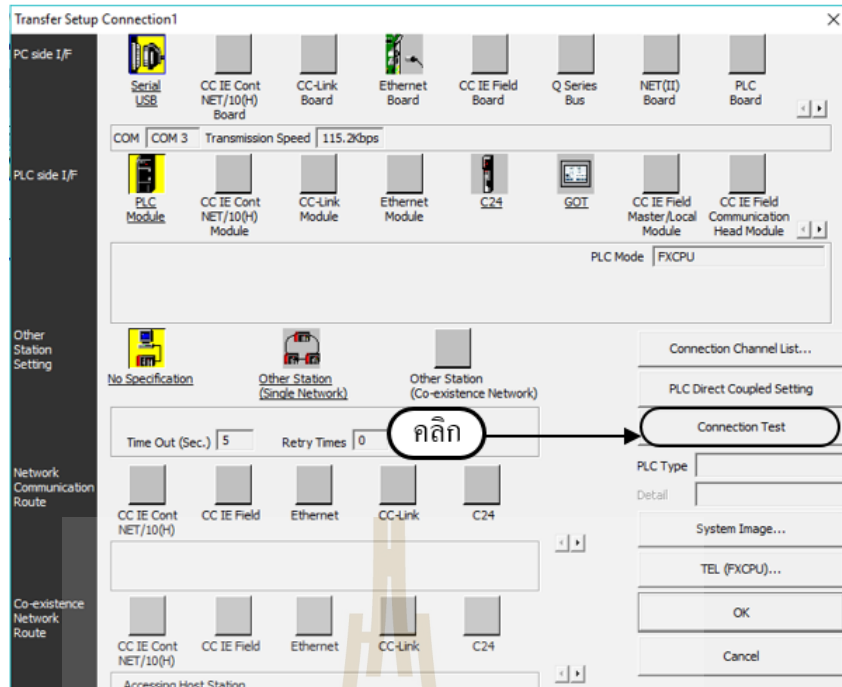 Transfer Setup Connection1
PC side I/F
Serial
USB
CC IE Cont
NET/10(H)
Board
CC-Link
Board
Ethernet
Board
CC IE Field
Board
Q Series
Bus
NET(II)
Board
PLC
Board
COM COM 3 Transmission Speed 115.2Kbps
PLC side I/F
PLC
Module
CC IE Cont
NET/10(H)
Module
CC-Link
Module
Ethernet
Module
C24
GOT
CC IE Field
Master/Local
Module
CC IE Field
Communication
Head Module
PLC Mode FXCPU
Other
Station
Setting
No Specification
Other Station
(Single Network)
Other Station
(Co-existence Network)
Time Out (Sec.) 5 Retry Times 0
คลิก
Connection Channel List...
PLC Direct Coupled Setting
Connection Test
PLC Type
Detail
System Image...
TEL (FXCPU)...
OK
Cancel
Network
Communication
Route
CC IE Cont
NET/10(H)
CC IE Field
Ethernet
CC-Link
C24
Co-existence
Network
Route
CC IE Cont
NET/10(H)
CC IE Field
Ethernet
CC-Link
C24
Accessing Host Station